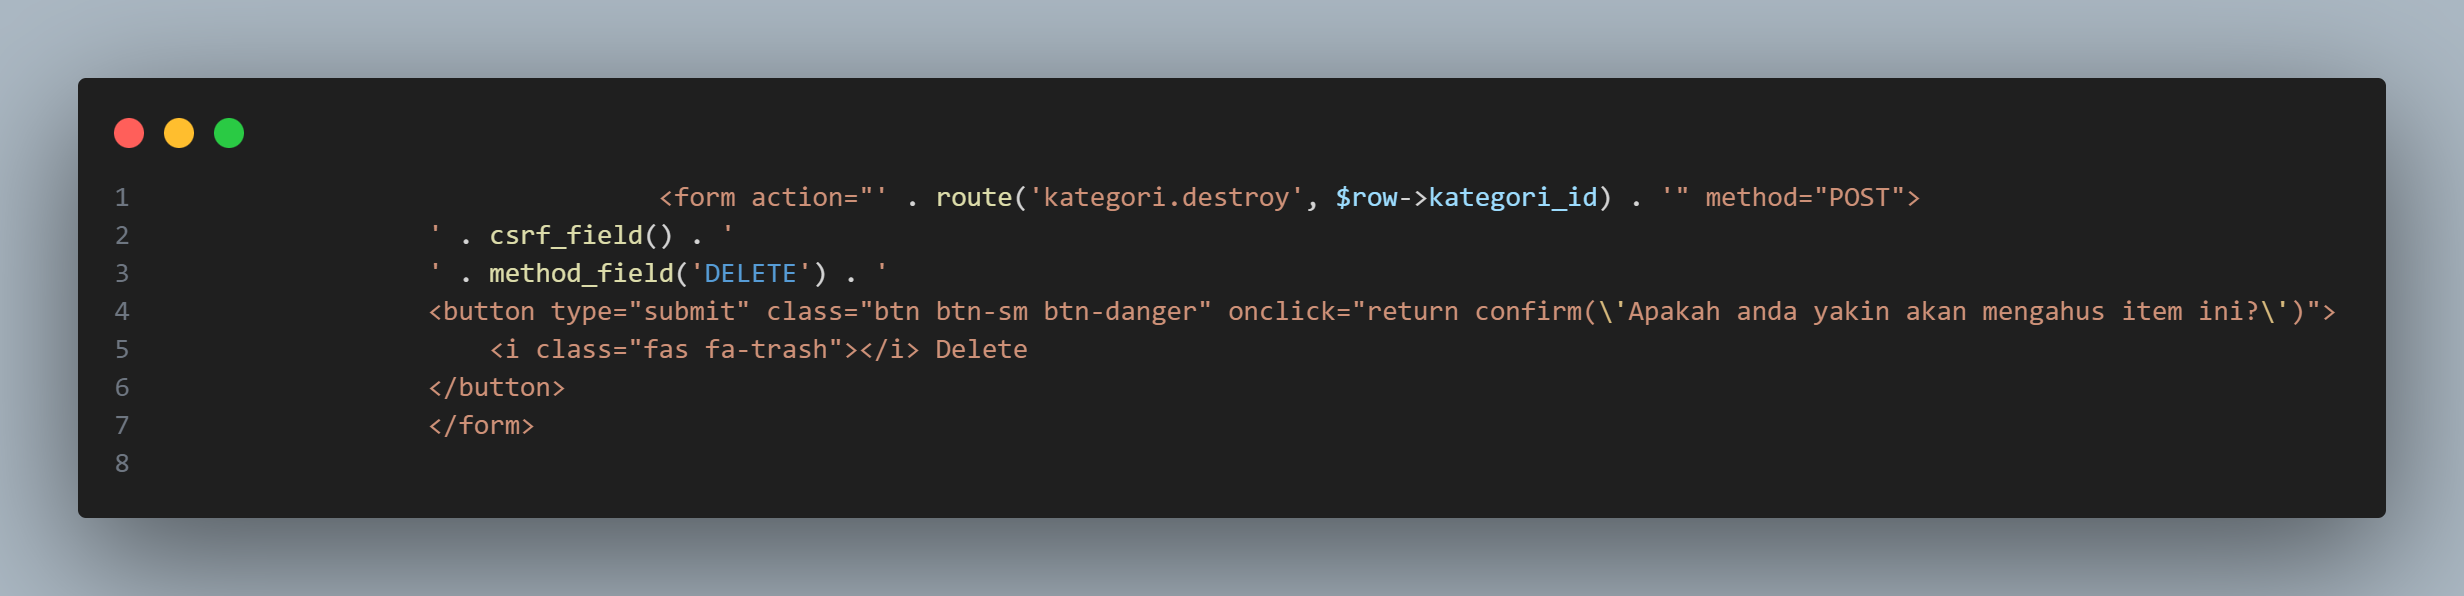 1 <form action="' . route('kategori.destroy', $row->kategori_id) . '" method="POST">
2 ' . csrf_field() . '
3 ' . method_field('DELETE') . '
4 <button type="submit" class="btn btn-sm btn-danger" onclick="return confirm(\'Apakah anda yakin akan mengahus item ini?\')">
5 <i class="fas fa-trash"></i> Delete
6 </button>
7 </form>
8